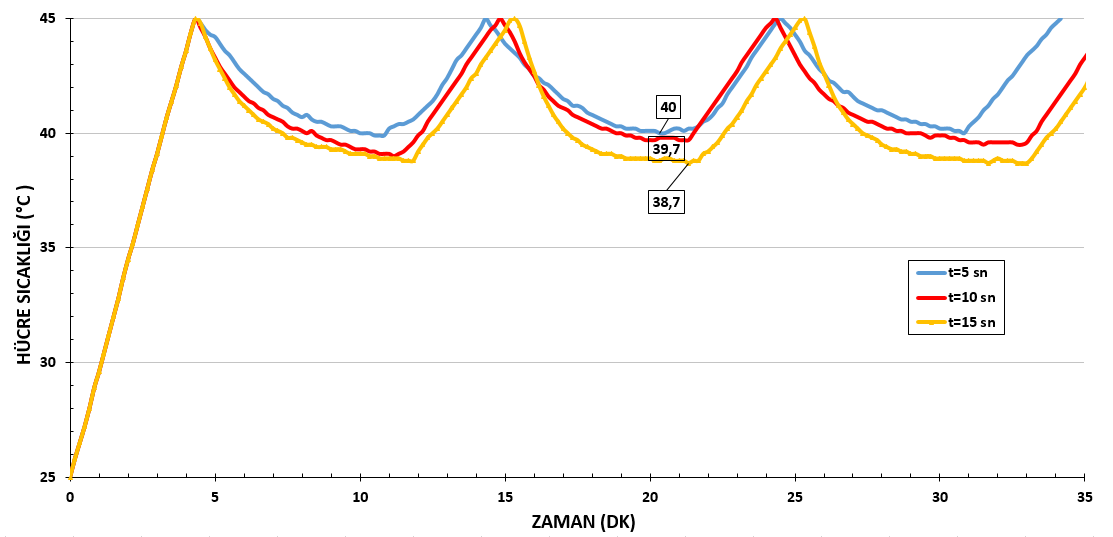 45
40
35
30
25
HÜCRE SICAKLIĞI (°C )
40
39,7
38,7
t=5 sn
t=10 sn
t=15 sn
0 5 10 15 20 25 30 35
ZAMAN (DK)